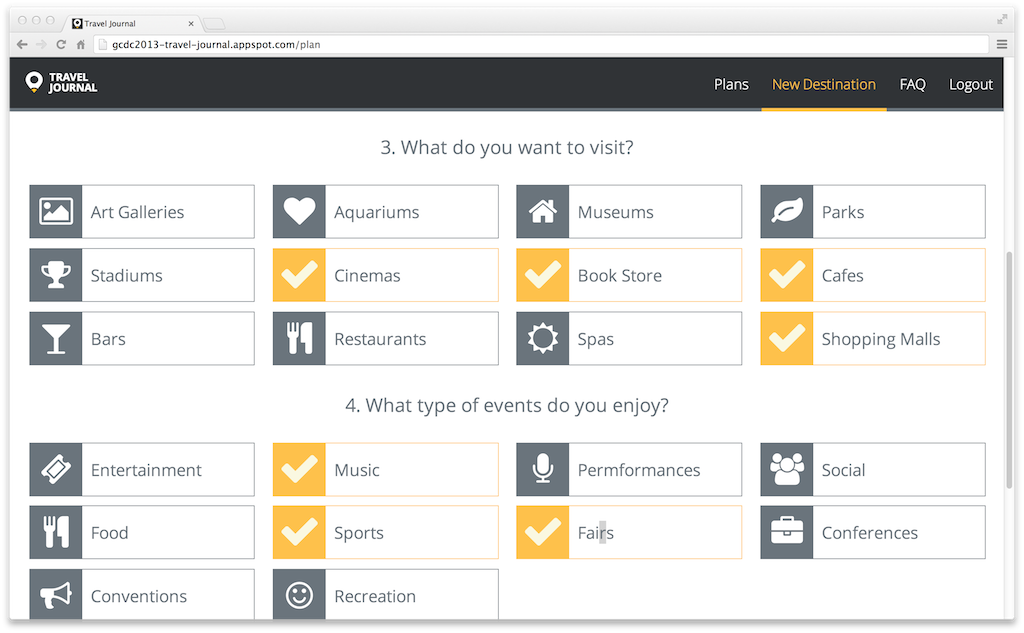 Travel Journal
gcdc2013-travel-journal.appspot.com/plan
TRAVEL
JOURNAL
Plans New Destination FAQ Logout
3. What do you want to visit?
Art Galleries Aquariums Museums Parks
Stadiums Cinemas Book Store Cafes
Bars Restaurants Spas Shopping Malls
4. What type of events do you enjoy?
Entertainment Music Permformances Social
Food Sports Fairs Conferences
Conventions Recreation